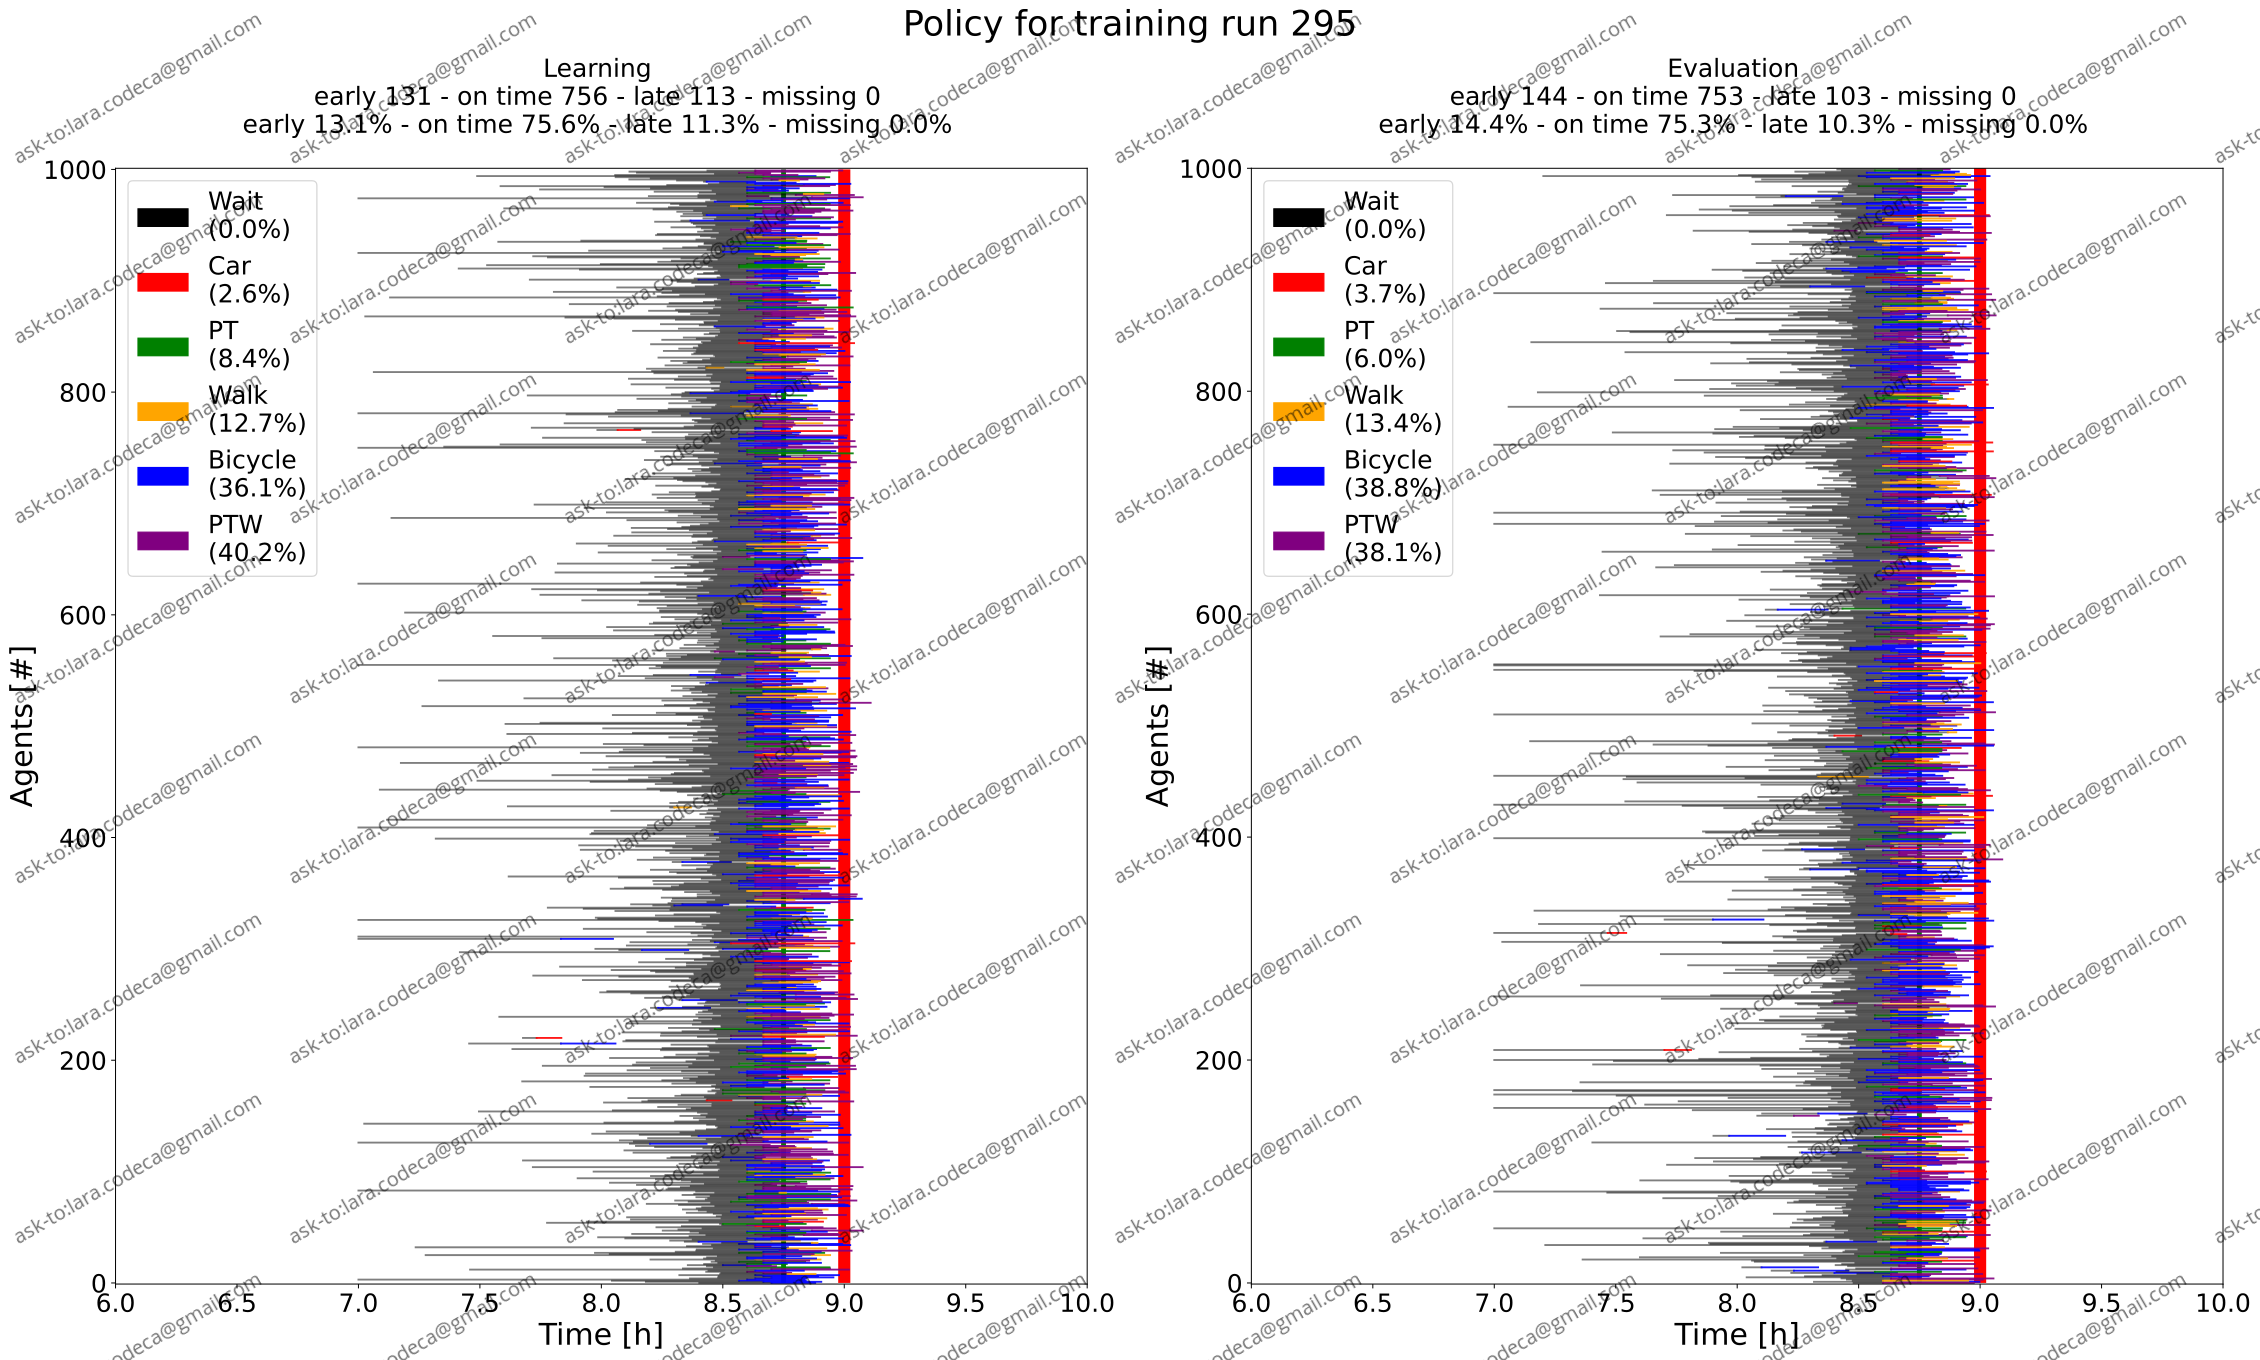 Policy for training run 295
Learning
early 131 - on time 756 - late 113 - missing 0
early 13.1% - on time 75.6% - late 11.3% - missing 0.0%
Wait
(0.0%)
Car
(2.6%)
PT
(8.4%)
Walk
(12.7%)
Bicycle
(36.1%)
PTW
(40.2%)
Agents [#]
1000
800
600
400
200
0
6.0 6.5 7.0 7.5 8.0 8.5 9.0 9.5 10.0
Time [h]
Evaluation
early 144 - on time 753 - late 103 - missing 0
early 14.4% - on time 75.3% - late 10.3% - missing 0.0%
Wait
(0.0%)
Car
(3.7%)
PT
(6.0%)
Walk
(13.4%)
Bicycle
(38.8%)
PTW
(38.1%)
Agents [#]
1000
800
600
400
200
0
6.0 6.5 7.0 7.5 8.0 8.5 9.0 9.5 10.0
Time [h]
ask-to:lara.codeca@gmail.com